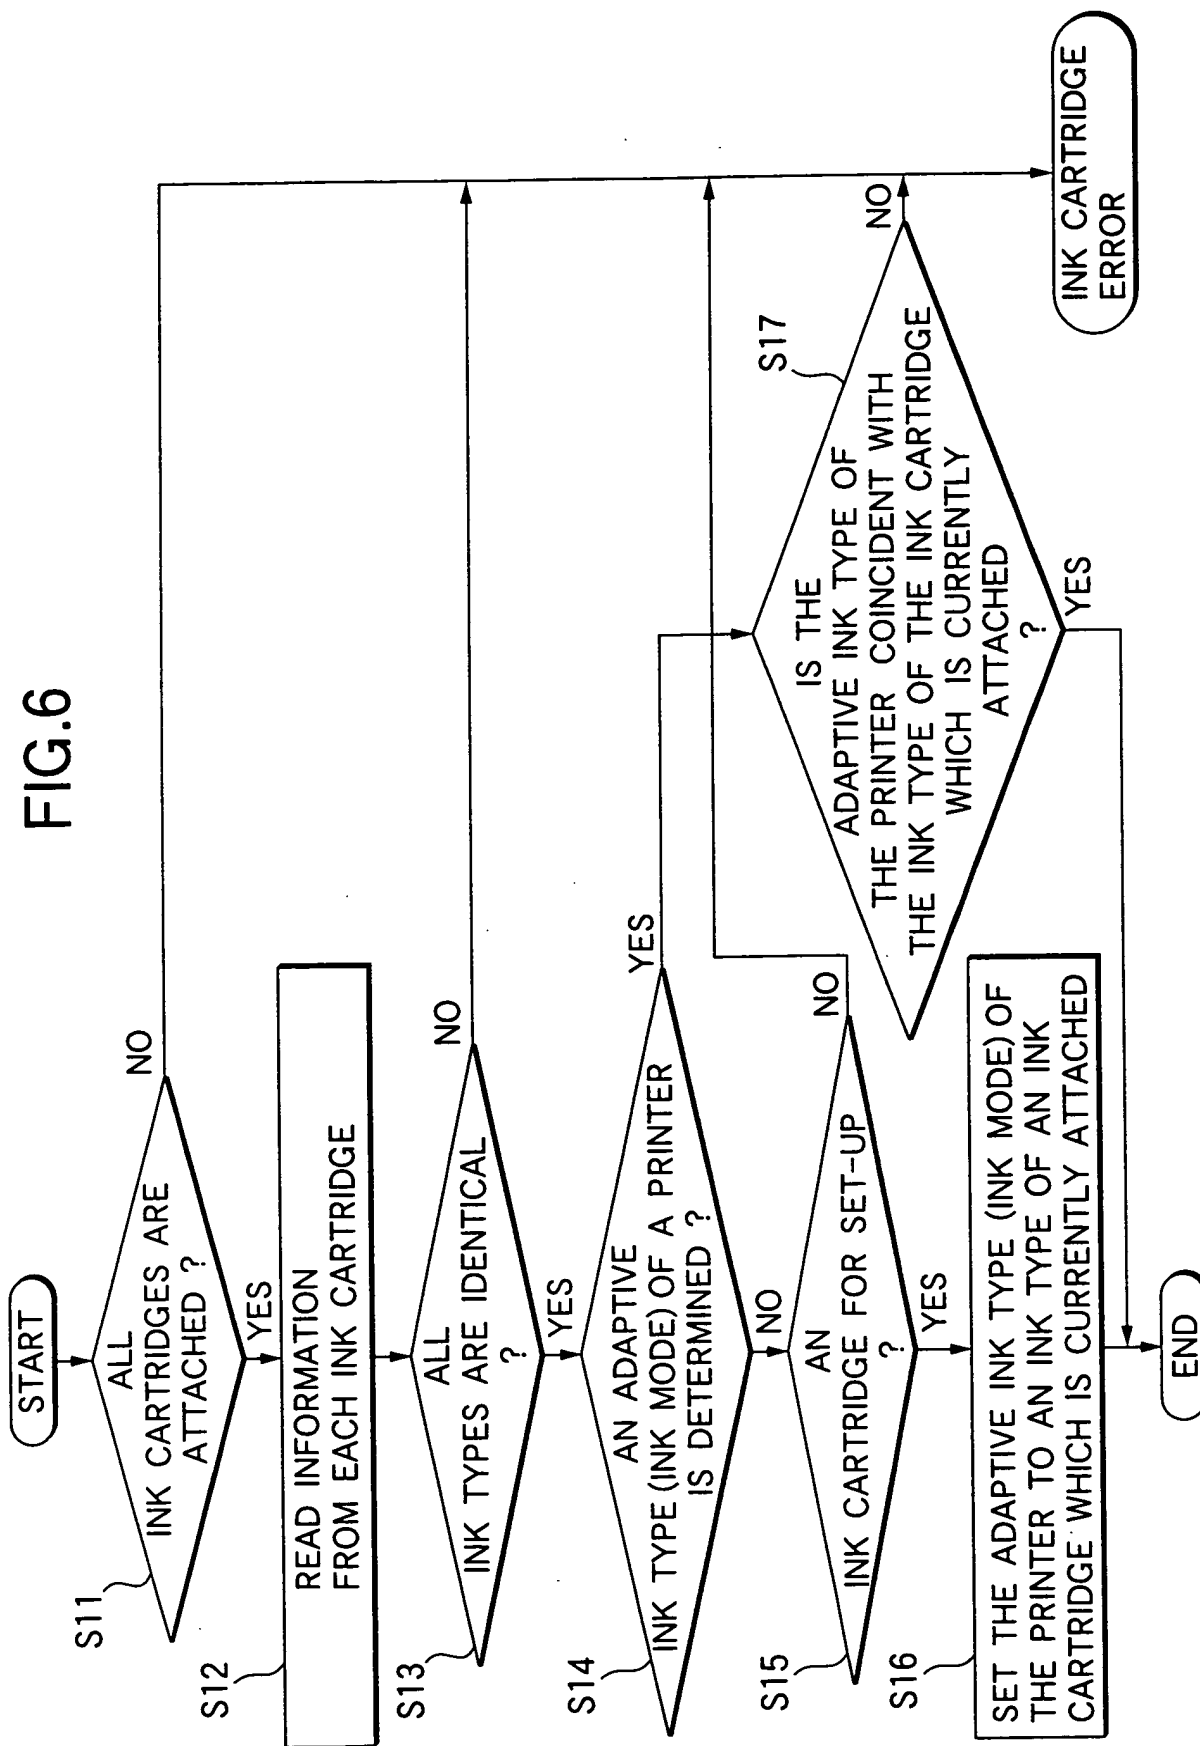 FIG.6
START
S11
ALL
INK CARTRIDGES ARE
ATTACHED ?
NO
YES
S12
READ INFORMATION
FROM EACH INK CARTRIDGE
S13
ALL
INK TYPES ARE IDENTICAL
?
NO
YES
S14
AN ADAPTIVE
INK TYPE (INK MODE) OF A PRINTER
IS DETERMINED ?
YES
NO
S15
AN
INK CARTRIDGE FOR SET-UP
?
NO
YES
S16
SET THE ADAPTIVE INK TYPE (INK MODE) OF
THE PRINTER TO AN INK TYPE OF AN INK
CARTRIDGE WHICH IS CURRENTLY ATTACHED
S17
IS THE
ADAPTIVE INK TYPE OF
THE PRINTER COINCIDENT WITH
THE INK TYPE OF THE INK CARTRIDGE
WHICH IS CURRENTLY
ATTACHED
?
NO
YES
END
INK CARTRIDGE
ERROR